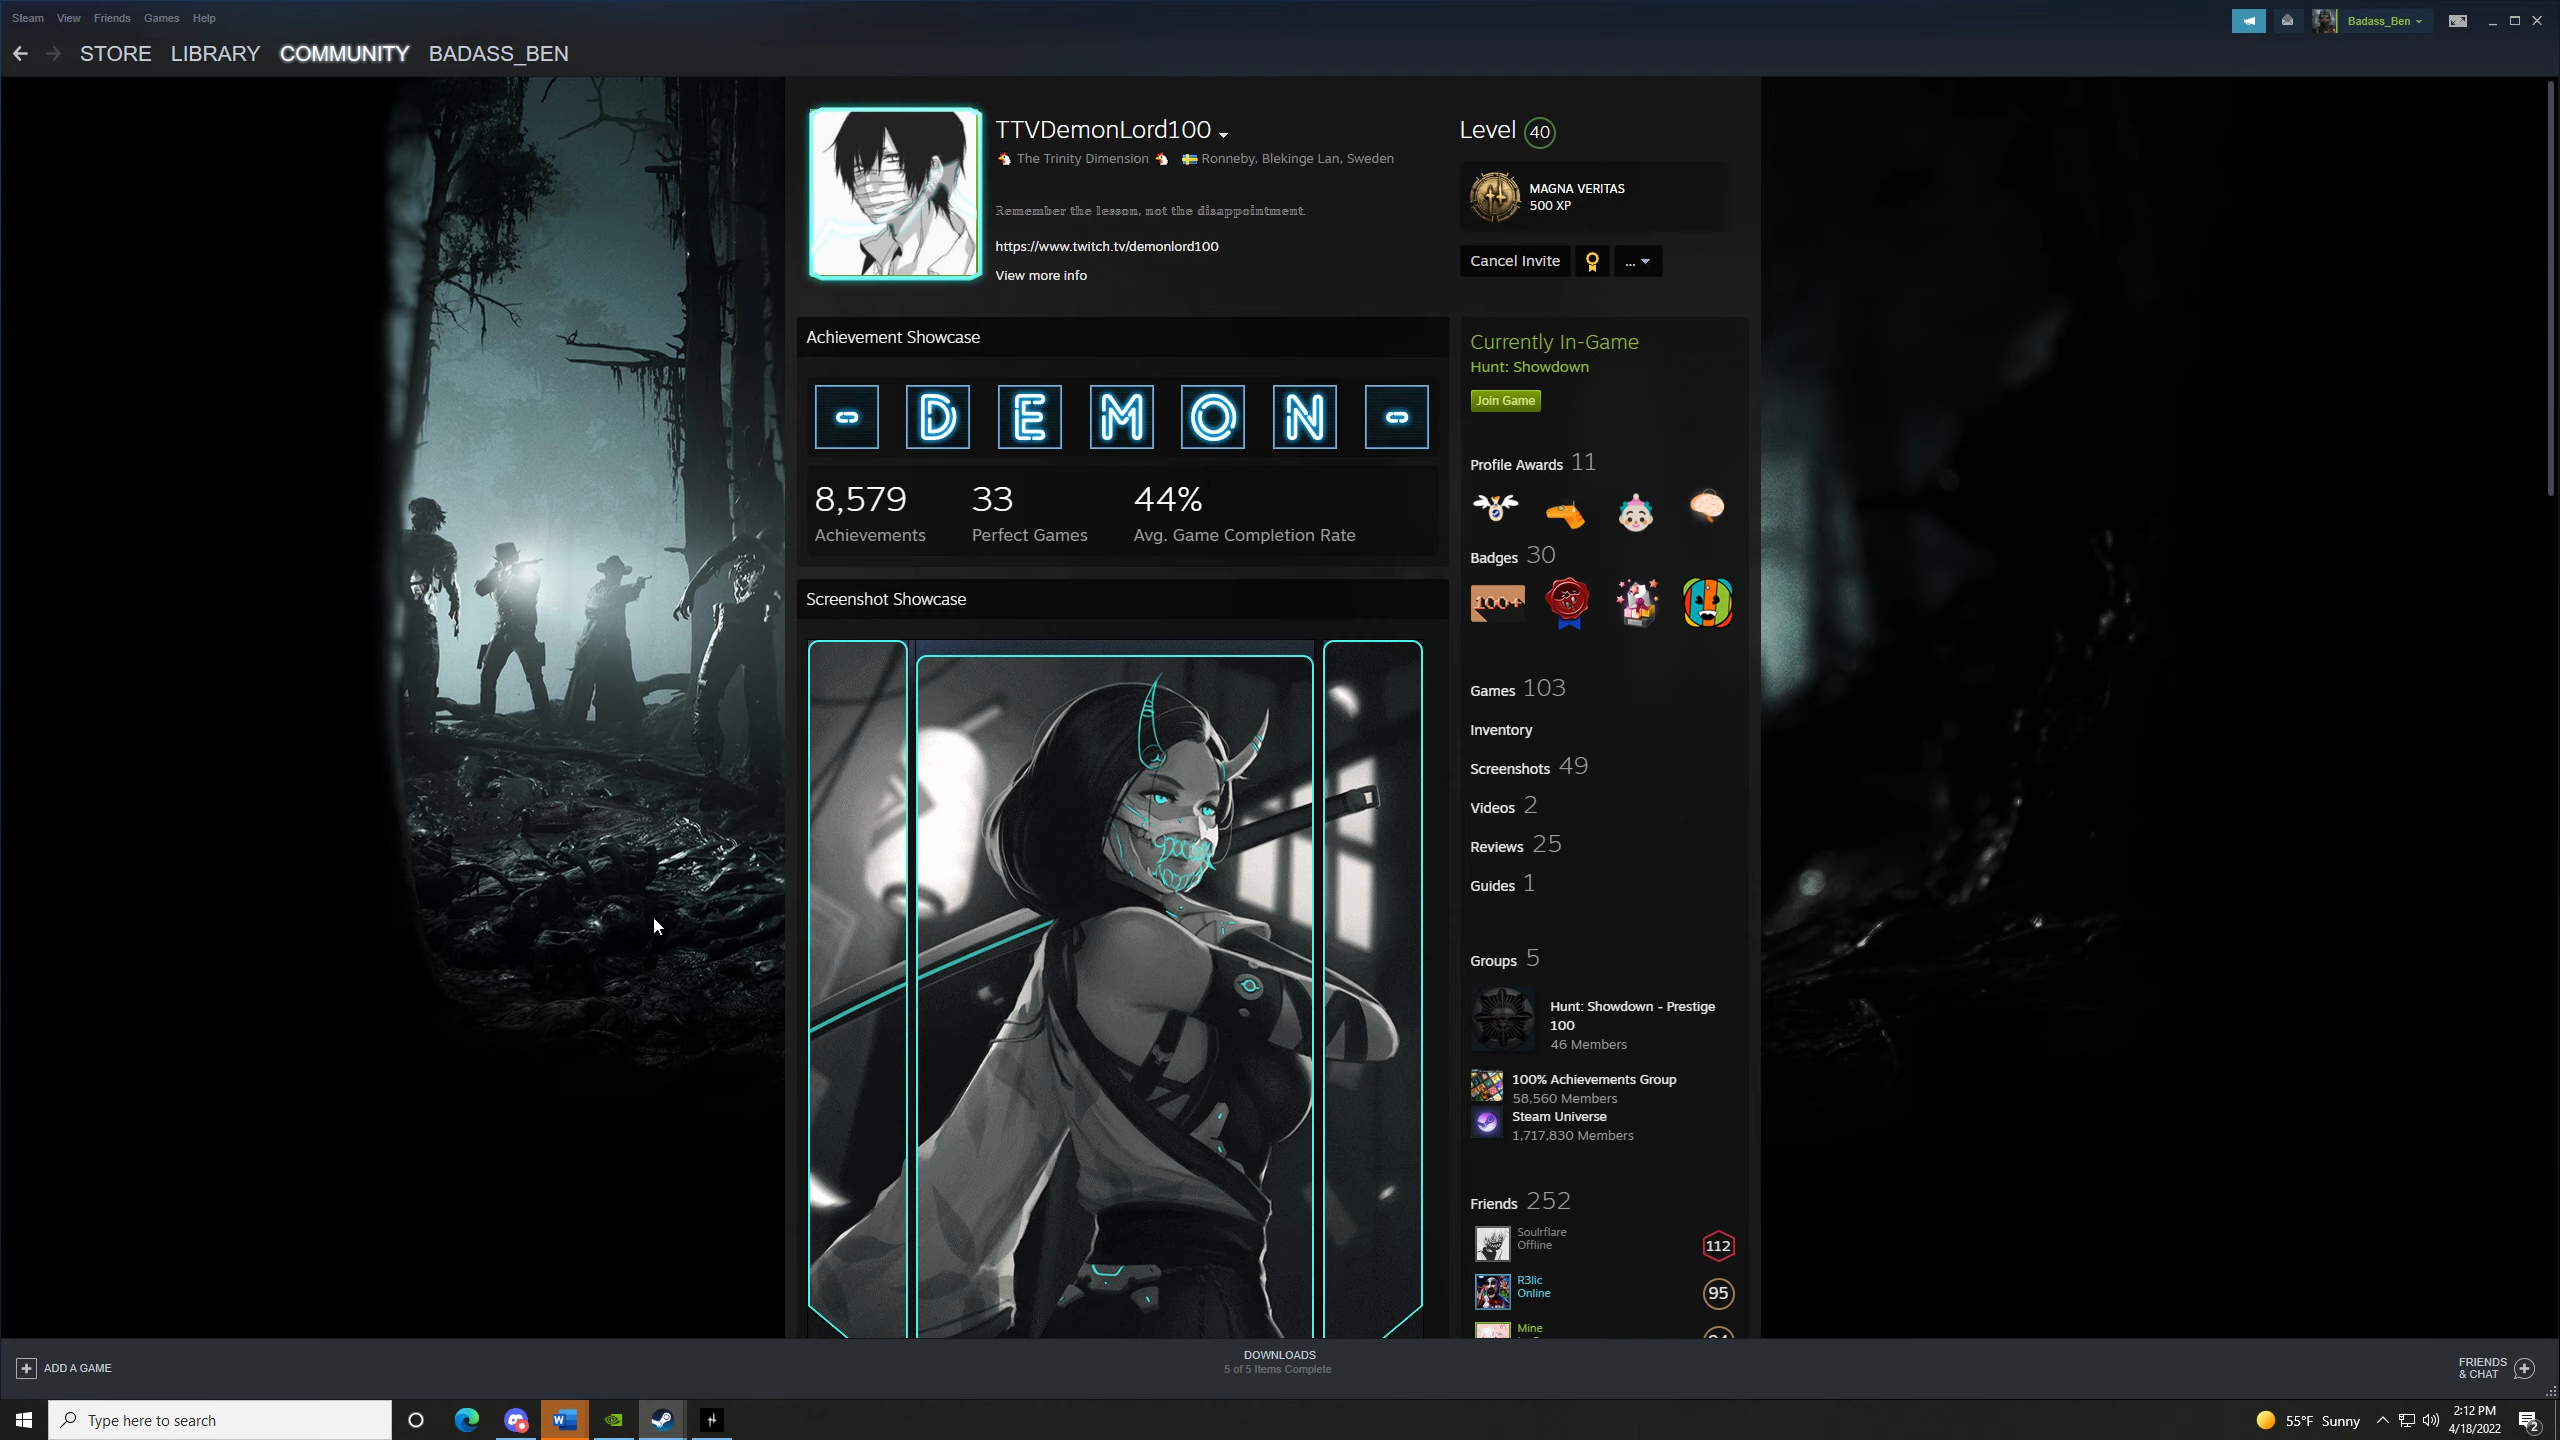 Steam View Friends Games Help
Badass_Ben
STORE LIBRARY COMMUNITY BADASS_BEN
TTVDemonLord100
The Trinity Dimension Ronneby, Blekinge Lan, Sweden
Remember the lesson, not the disappointment.
https://www.twitch.tv/demonlord100
View more info
Level 40
MAGNA VERITAS
500 XP
Cancel Invite ...
Achievement Showcase
- D E M O N -
8,579 33 44%
Achievements Perfect Games Avg. Game Completion Rate
Screenshot Showcase
Currently In-Game
Hunt: Showdown
Join Game
Profile Awards 11
Badges 30
100+
Games 103
Inventory
Screenshots 49
Videos 2
Reviews 25
Guides 1
Groups 5
Hunt: Showdown - Prestige
100
46 Members
100% Achievements Group
58,560 Members
Steam Universe
1,717,830 Members
Friends 252
Soulrflare
Offline
112
R3lic
Online
95
Mine
ADD A GAME
DOWNLOADS
5 of 5 Items Complete
FRIENDS
& CHAT
Type here to search
W
55°F Sunny
2:12 PM
4/18/2022
2